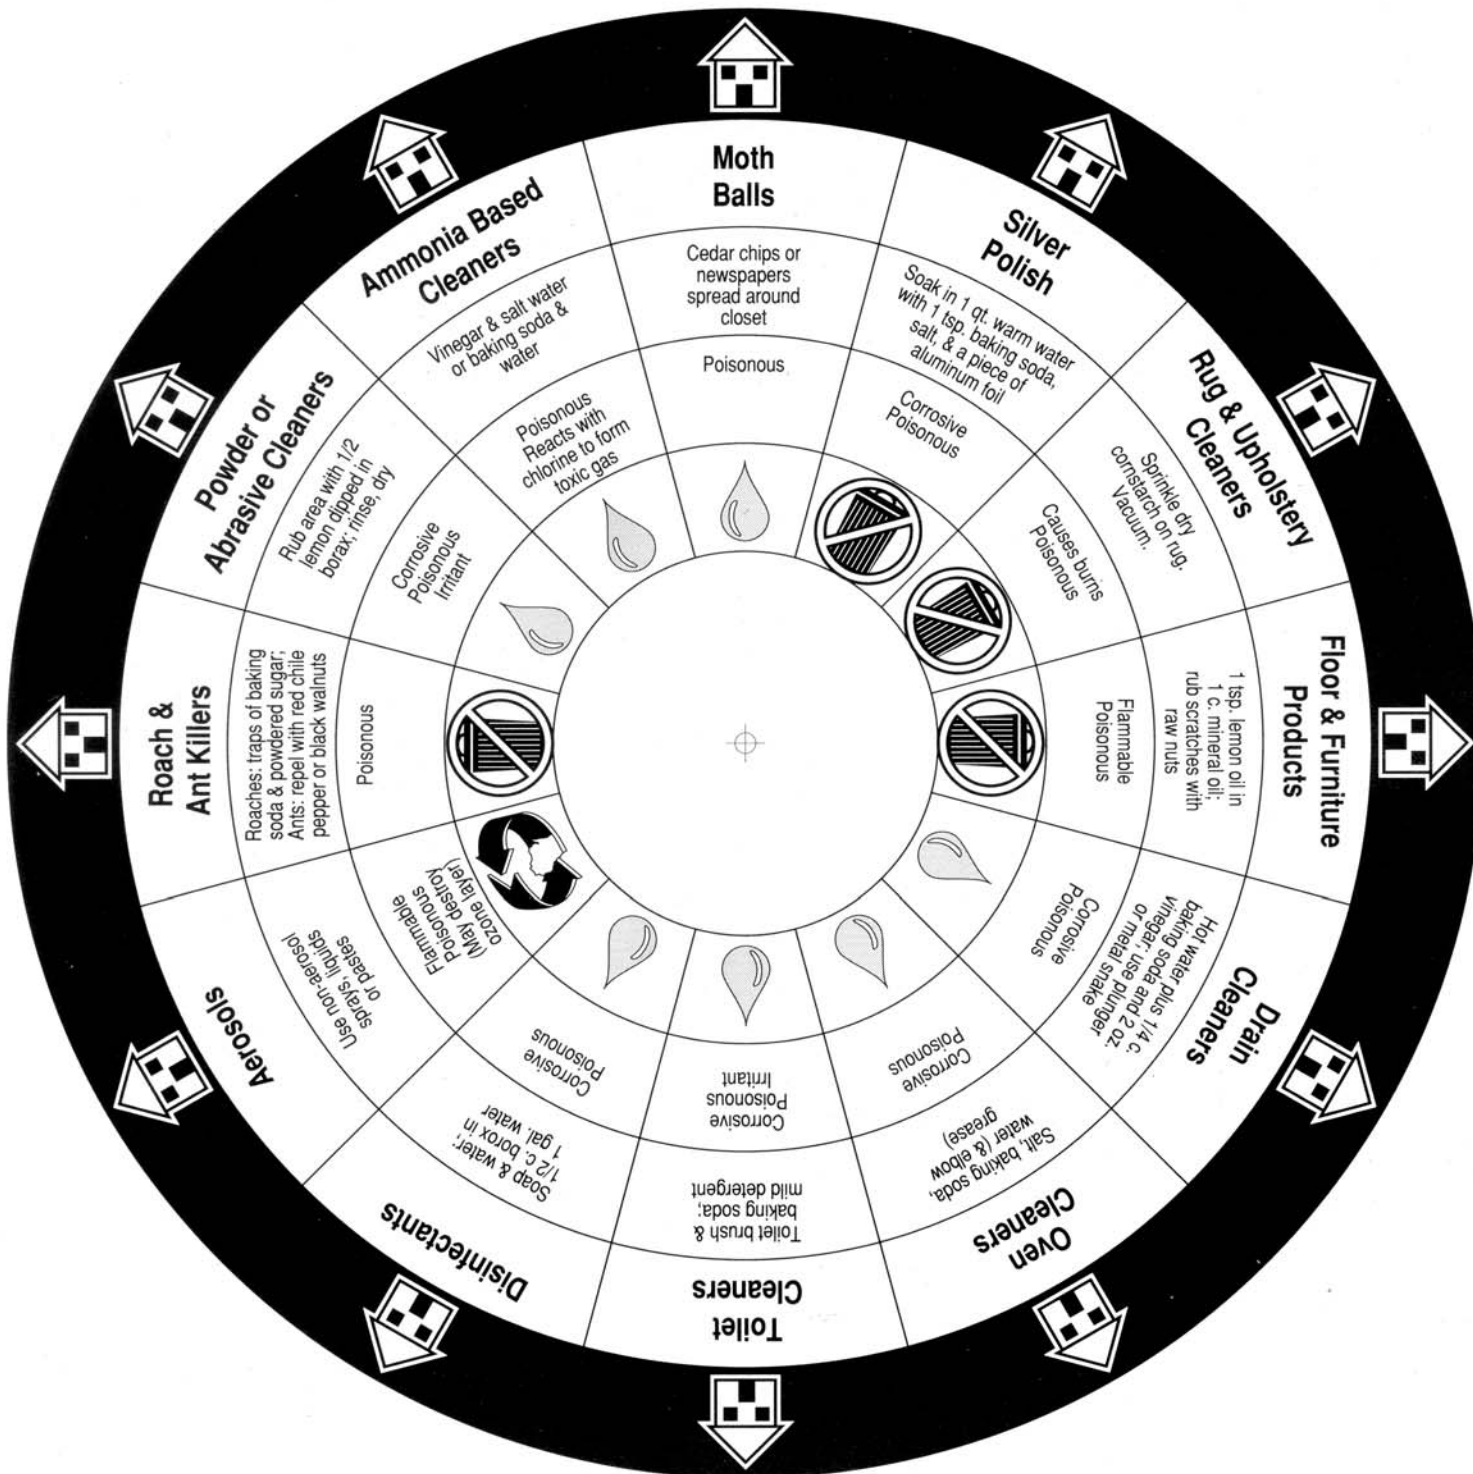 Moth
Balls
Cedar chips or
newspapers
spread around
closet
Poisonous
Silver
Polish
Soak in 1 qt. warm water
with 1 tsp. baking soda,
salt, & a piece of
aluminum foil
Corrosive
Poisonous
Rug & Upholstery
Cleaners
Sprinkle dry
cornstarch on rug.
Vacuum.
Causes burns
Poisonous
Floor & Furniture
Products
1 tsp. lemon oil in
1 c. mineral oil;
rub scratches with
raw nuts
Flammable
Poisonous
Drain
Cleaners
Hot water plus 1/4 c.
baking soda and 2 oz.
vinegar; use plunger
or metal snake
Corrosive
Poisonous
Oven
Cleaners
Salt, baking soda,
water (& elbow
grease)
Corrosive
Poisonous
Toilet
Cleaners
Toilet brush &
baking soda;
mild detergent
Corrosive
Poisonous
Irritant
Disinfectants
Soap & water;
1/2 c. borox in
1 gal. water
Corrosive
Poisonous
Aerosols
Use non-aerosol
sprays, liquids
or pastes
Flammable
Poisonous
(May destroy
ozone layer)
Roach &
Ant Killers
Roaches: traps of baking
soda & powdered sugar;
Ants: repel with red chile
pepper or black walnuts
Poisonous
Powder or
Abrasive Cleaners
Rub area with 1/2
lemon dipped in
borax; rinse, dry
Corrosive
Poisonous
Irritant
Ammonia Based
Cleaners
Vinegar & salt water
or baking soda &
water
Poisonous
Reacts with
chlorine to form
toxic gas